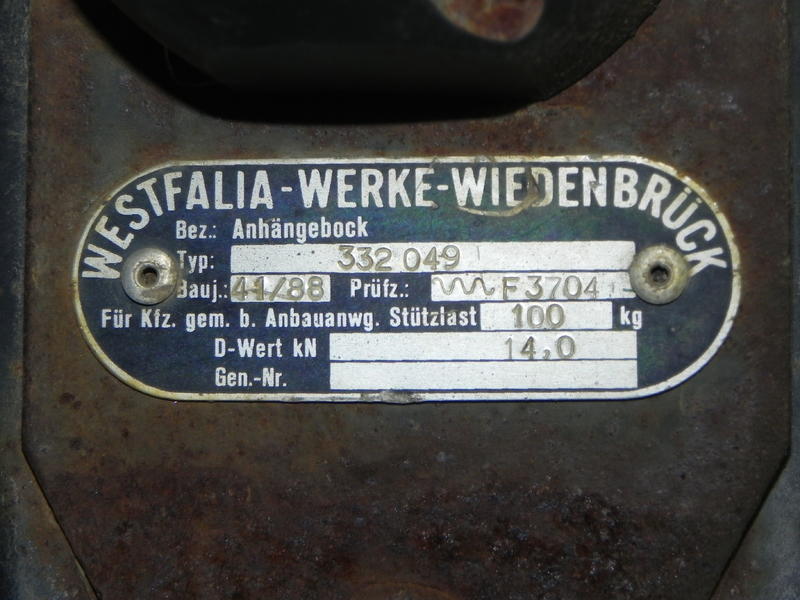 WESTFALIA-WERKE-WIEDENBRÜCK
Bez.: Anhängebock
Typ: 332 049
Bauj.: 41/88 Prüfz.: F 3704
Für Kfz. gem. b. Anbauanwg. Stützlast 100 kg
D-Wert kN 14,0
Gen.-Nr.